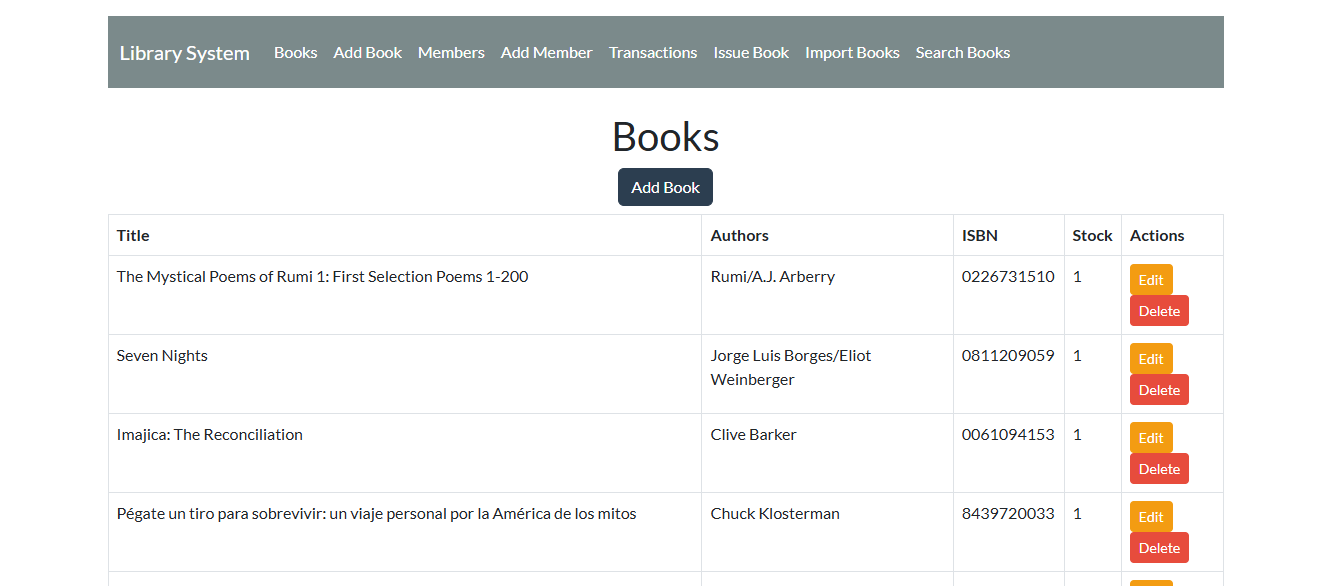 Library System Books Add Book Members Add Member Transactions Issue Book Import Books Search Books
Books
Add Book
Title Authors ISBN Stock Actions
The Mystical Poems of Rumi 1: First Selection Poems 1-200 Rumi/A.J. Arberry 0226731510 1 Edit
Delete
Seven Nights Jorge Luis Borges/Eliot 0811209059 1 Edit
Weinberger
Delete
Imajica: The Reconciliation Clive Barker 0061094153 1 Edit
Delete
Pégate un tiro para sobrevivir: un viaje personal por la América de los mitos Chuck Klosterman 8439720033 1 Edit
Delete